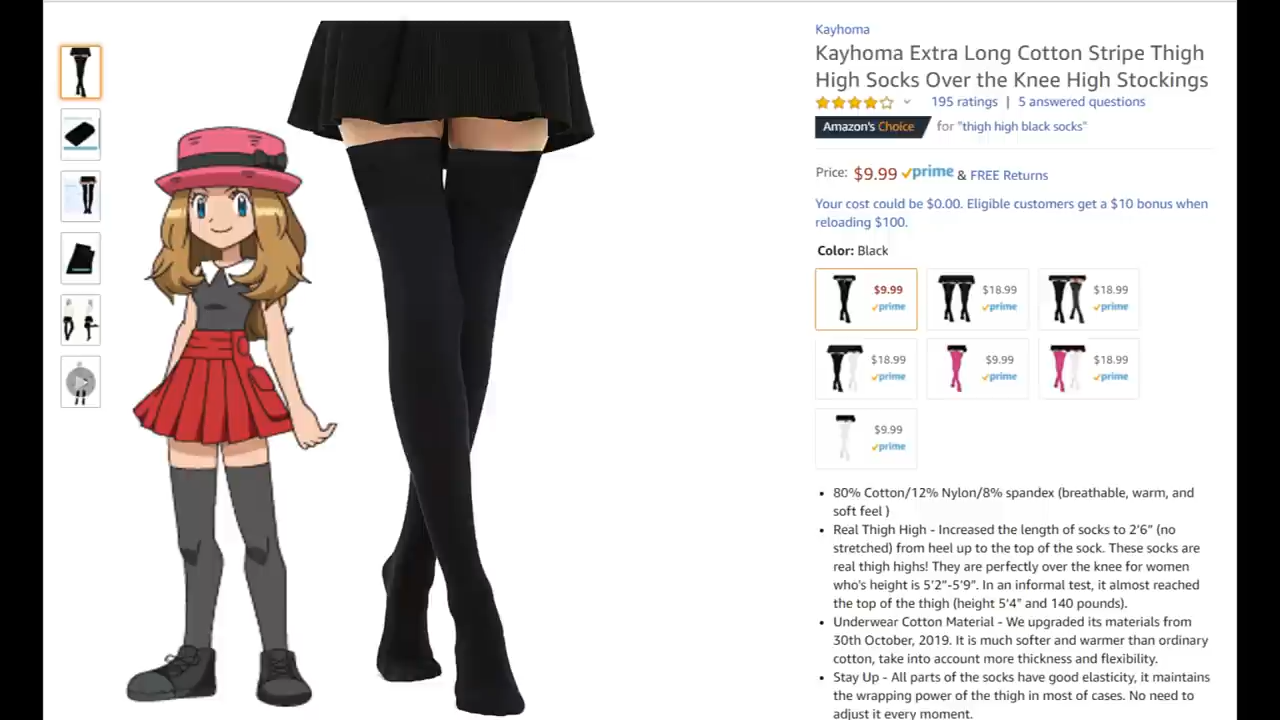 Kayhoma
Kayhoma Extra Long Cotton Stripe Thigh
High Socks Over the Knee High Stockings
195 ratings | 5 answered questions
Amazon's Choice for "thigh high black socks"
Price: $9.99 prime & FREE Returns
Your cost could be $0.00. Eligible customers get a $10 bonus when
reloading $100.
Color: Black
$9.99 $18.99 $18.99
prime prime prime
$18.99 $9.99 $18.99
prime prime prime
$9.99
prime
• 80% Cotton/12% Nylon/8% spandex (breathable, warm, and
soft feel )
• Real Thigh High - Increased the length of socks to 2'6" (no
stretched) from heel up to the top of the sock. These socks are
real thigh highs! They are perfectly over the knee for women
who's height is 5'2"-5'9". In an informal test, it almost reached
the top of the thigh (height 5'4" and 140 pounds).
• Underwear Cotton Material - We upgraded its materials from
30th October, 2019. It is much softer and warmer than ordinary
cotton, take into account more thickness and flexibility.
• Stay Up - All parts of the socks have good elasticity, it maintains
the wrapping power of the thigh in most of cases. No need to
adjust it every moment.